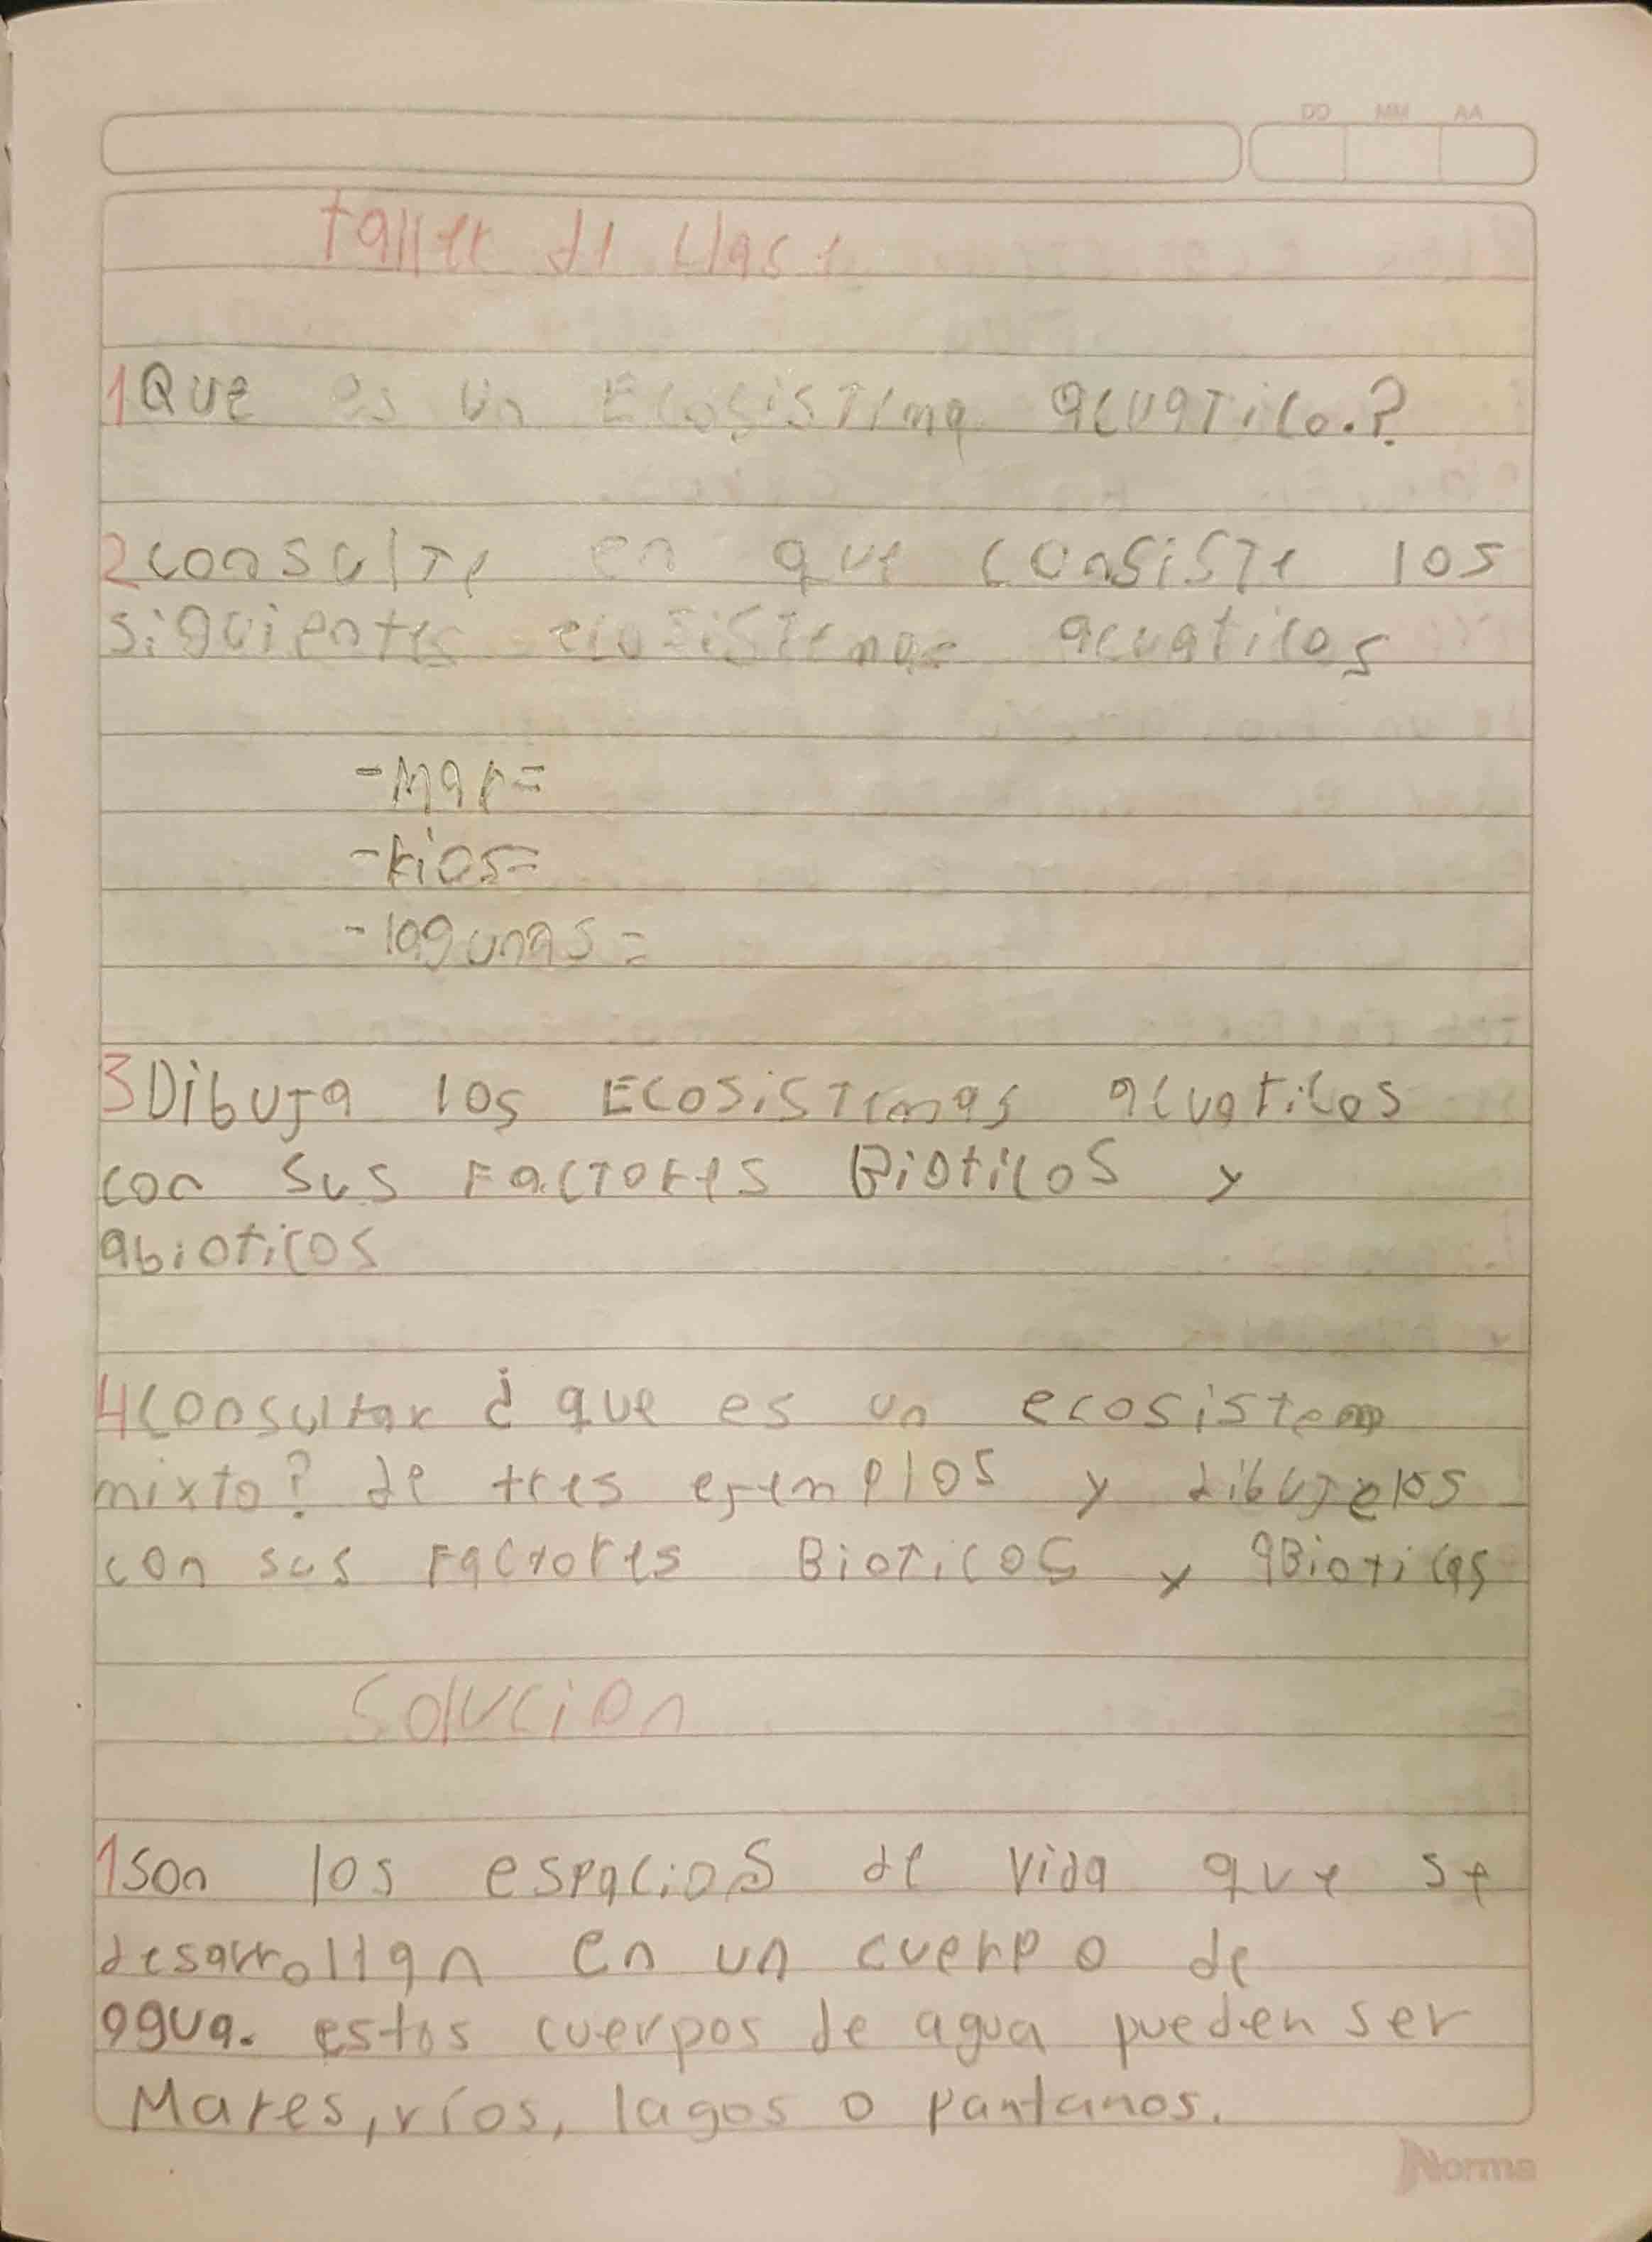 DD MM AA
taller de clase
1 Que es un Ecosistema acuatico.?
2 consulte en que consiste los
siguientes ecosistemas acuaticos
- Mar =
- Rios =
- lagunas =
3 Dibuja los Ecosistemas acuaticos
con sus Factores Bioticos y
abioticos
4 Consultar ¿ que es un ecosistem
mixto? de tres ejemplos y dibujelos
con sus Factores Bioticos y aBioticas
Solucion
1 Son los espacios de vida que se
desarrollan en un cuerpo de
agua. estos cuerpos de agua pueden ser
Mares, ríos, lagos o pantanos.
Norma